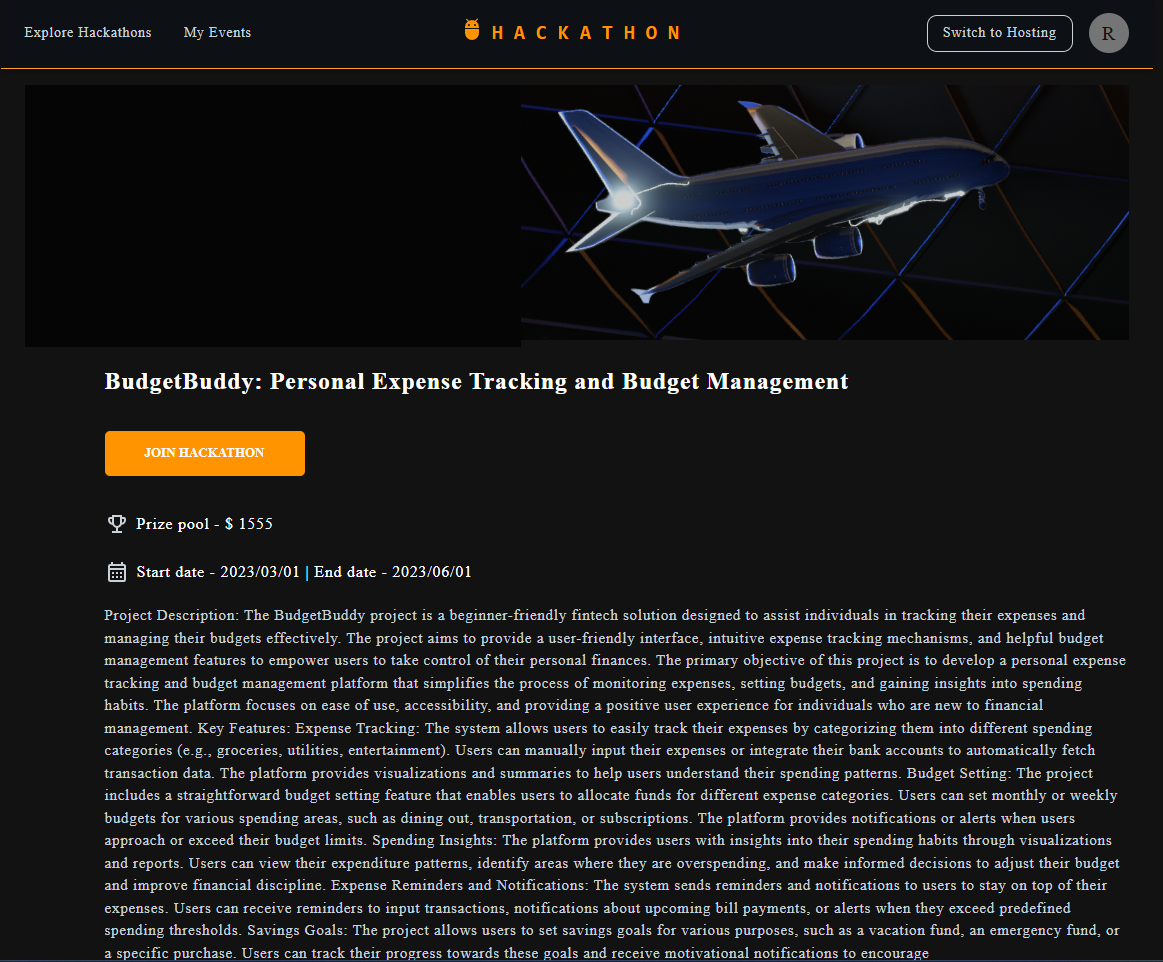 Explore Hackathons
My Events
HACKATHON
Switch to Hosting
R
BudgetBuddy: Personal Expense Tracking and Budget Management
JOIN HACKATHON
Prize pool - $ 1555
Start date - 2023/03/01 | End date - 2023/06/01
Project Description: The BudgetBuddy project is a beginner-friendly fintech solution designed to assist individuals in tracking their expenses and
managing their budgets effectively. The project aims to provide a user-friendly interface, intuitive expense tracking mechanisms, and helpful budget
management features to empower users to take control of their personal finances. The primary objective of this project is to develop a personal expense
tracking and budget management platform that simplifies the process of monitoring expenses, setting budgets, and gaining insights into spending
habits. The platform focuses on ease of use, accessibility, and providing a positive user experience for individuals who are new to financial
management. Key Features: Expense Tracking: The system allows users to easily track their expenses by categorizing them into different spending
categories (e.g., groceries, utilities, entertainment). Users can manually input their expenses or integrate their bank accounts to automatically fetch
transaction data. The platform provides visualizations and summaries to help users understand their spending patterns. Budget Setting: The project
includes a straightforward budget setting feature that enables users to allocate funds for different expense categories. Users can set monthly or weekly
budgets for various spending areas, such as dining out, transportation, or subscriptions. The platform provides notifications or alerts when users
approach or exceed their budget limits. Spending Insights: The platform provides users with insights into their spending habits through visualizations
and reports. Users can view their expenditure patterns, identify areas where they are overspending, and make informed decisions to adjust their budget
and improve financial discipline. Expense Reminders and Notifications: The system sends reminders and notifications to users to stay on top of their
expenses. Users can receive reminders to input transactions, notifications about upcoming bill payments, or alerts when they exceed predefined
spending thresholds. Savings Goals: The project allows users to set savings goals for various purposes, such as a vacation fund, an emergency fund, or
a specific purchase. Users can track their progress towards these goals and receive motivational notifications to encourage